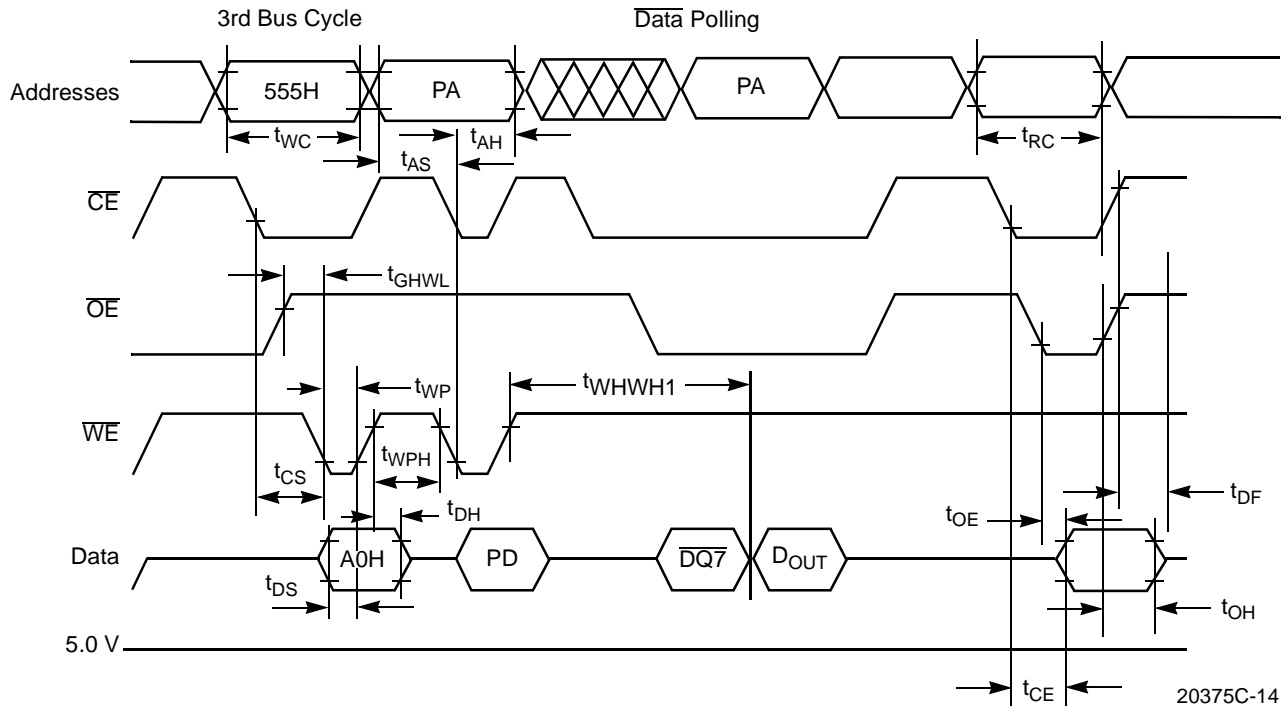 3rd Bus Cycle
Data Polling
Addresses
555H
PA
PA
tWC
tAS
tAH
tRC
CE
tGHWL
OE
tWP
tWHWH1
WE
tCS
tWPH
tDH
tOE
tDF
Data
A0H
PD
DQ7
DOUT
tDS
tOH
5.0 V
tCE
20375C-14